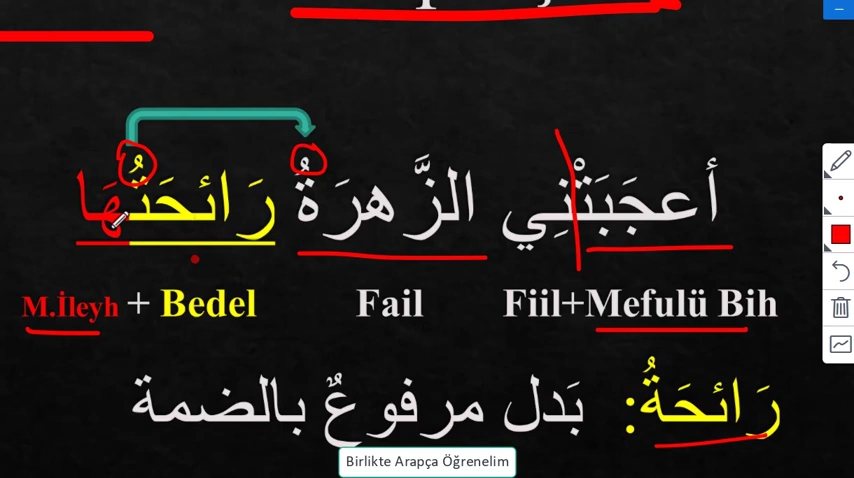 أعجَبَتْنِي الزَّهرَةُ رَائحَتُهَا
M.İleyh + Bedel Fail Fiil+Mefulü Bih
رَائحَةُ: بَدل مرفوعٌ بالضمة
Birlikte Arapça Öğrenelim